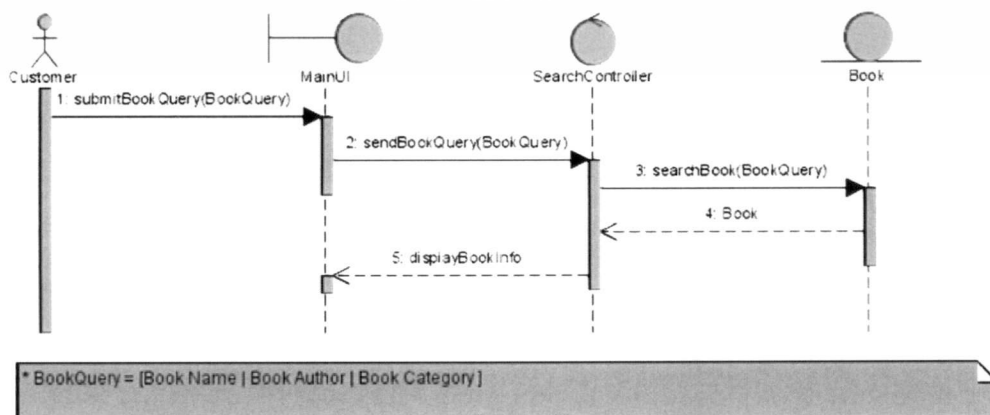 Customer
MainUI
SearchController
Book
1: submitBookQuery(BookQuery)
2: sendBookQuery(BookQuery)
3: searchBook(BookQuery)
4: Book
5: displayBookInfo
* BookQuery = [Book Name | Book Author | Book Category]